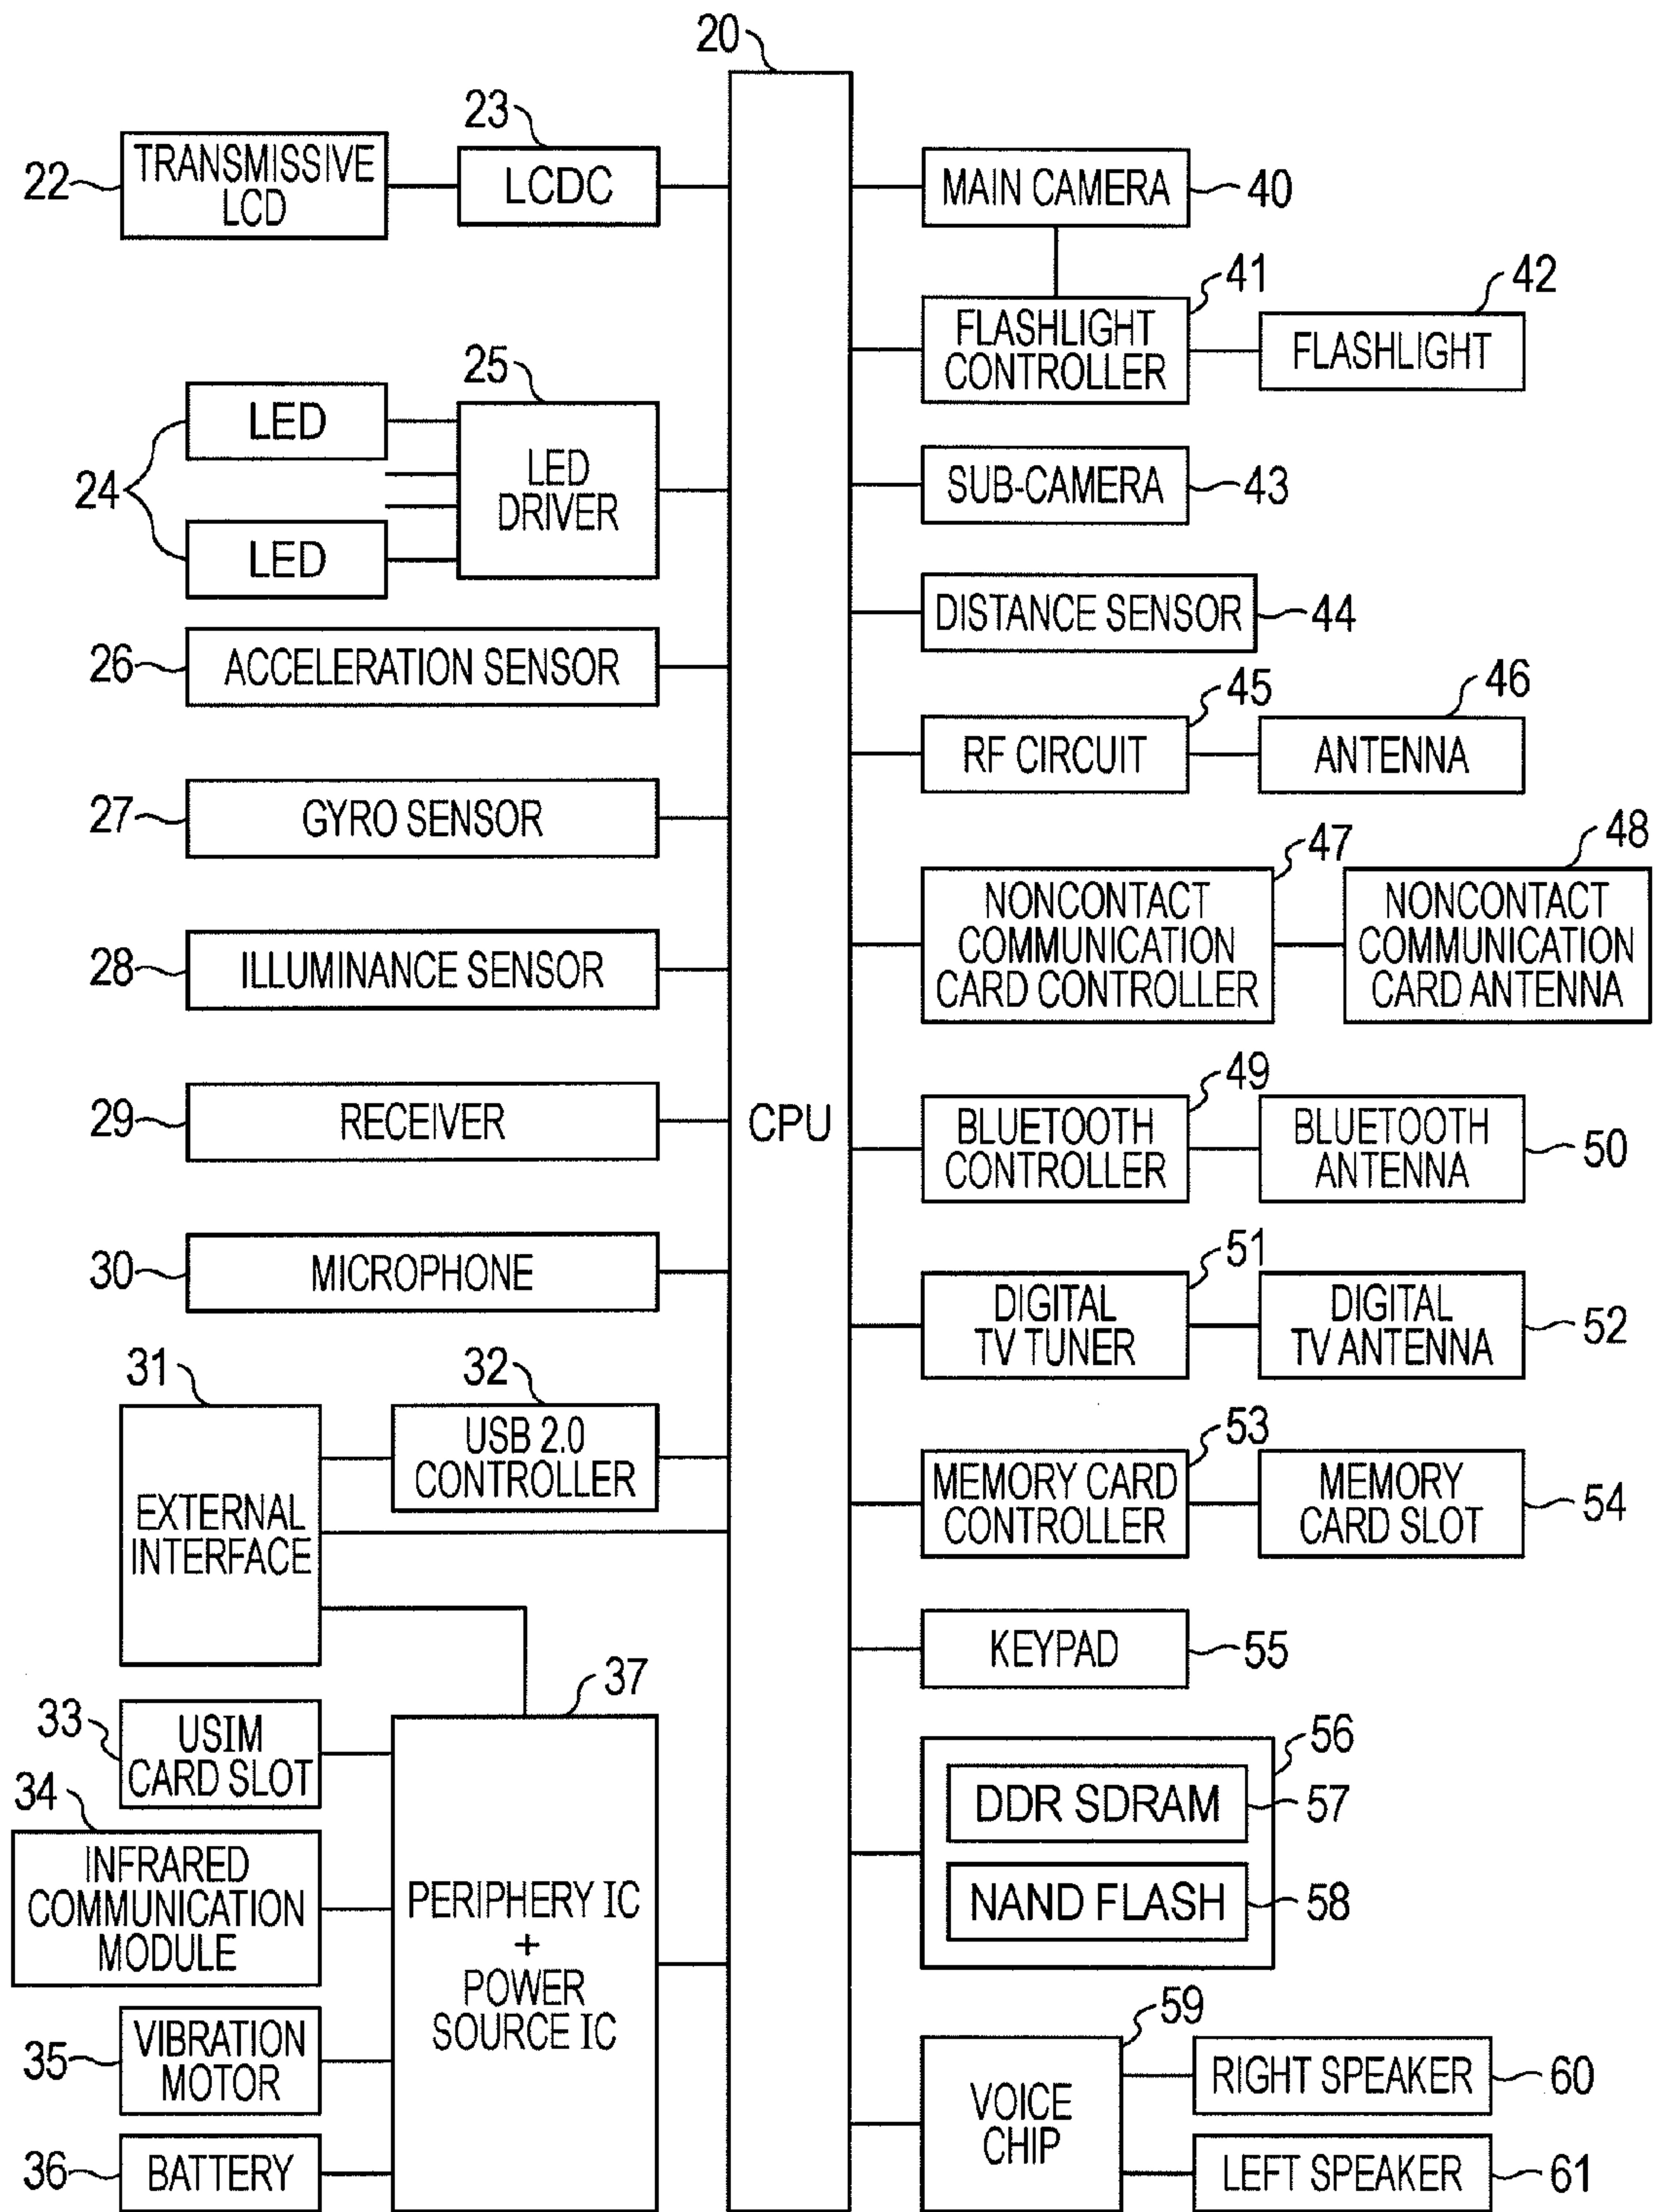 20
23
TRANSMISSIVE
LCD
22
LCDC
MAIN CAMERA
40
41
42
FLASHLIGHT
CONTROLLER
FLASHLIGHT
25
LED
24
LED
LED
DRIVER
SUB-CAMERA
43
DISTANCE SENSOR
44
26
ACCELERATION SENSOR
45
46
RF CIRCUIT
ANTENNA
27
GYRO SENSOR
47
48
NONCONTACT
COMMUNICATION
CARD CONTROLLER
NONCONTACT
COMMUNICATION
CARD ANTENNA
28
ILLUMINANCE SENSOR
29
RECEIVER
CPU
49
BLUETOOTH
CONTROLLER
BLUETOOTH
ANTENNA
50
30
MICROPHONE
51
DIGITAL
TV TUNER
DIGITAL
TV ANTENNA
52
31
32
EXTERNAL
INTERFACE
USB 2.0
CONTROLLER
53
MEMORY CARD
CONTROLLER
MEMORY
CARD SLOT
54
KEYPAD
55
37
33
USIM
CARD SLOT
34
INFRARED
COMMUNICATION
MODULE
PERIPHERY IC
+
POWER
SOURCE IC
35
VIBRATION
MOTOR
36
BATTERY
56
DDR SDRAM
57
NAND FLASH
58
59
VOICE
CHIP
RIGHT SPEAKER
60
LEFT SPEAKER
61